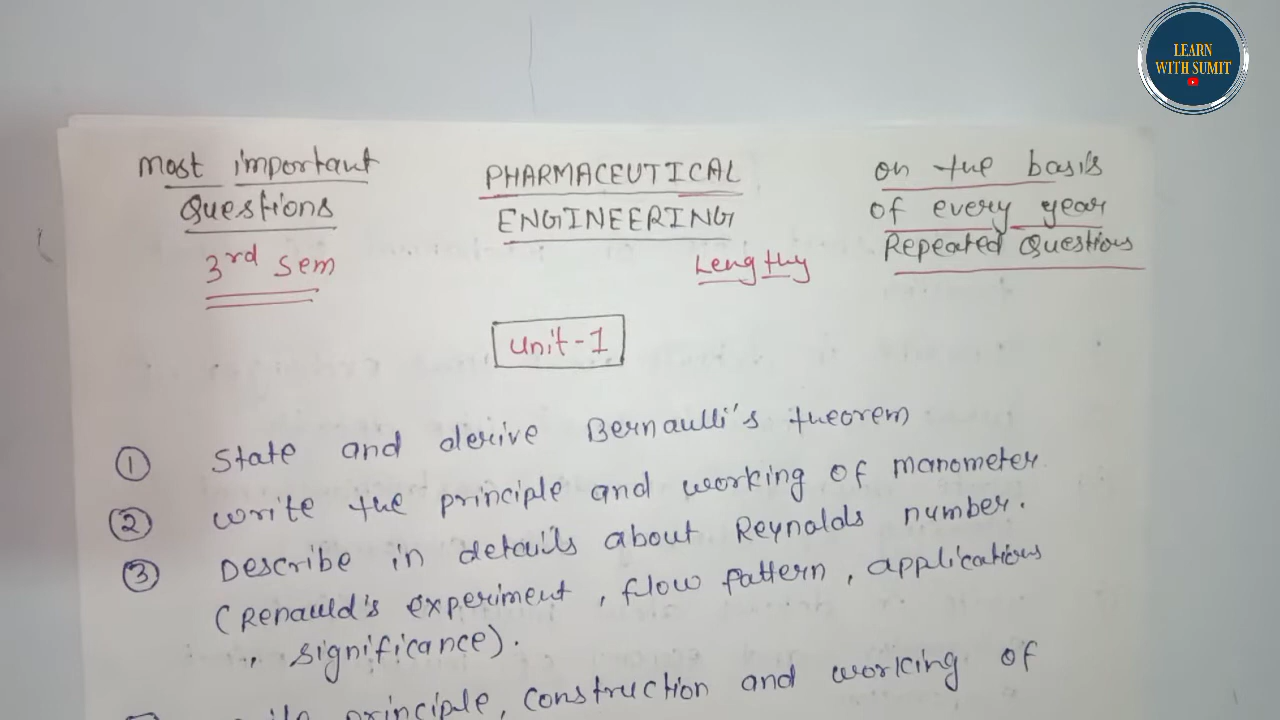 LEARN
WITH SUMIT
Most important
Questions
3rd Sem
PHARMACEUTICAL
ENGINEERING
Lengthy
on the basis
of every year
Repeated Questions
Unit-1
① State and derive Bernaulli's theorem
② write the principle and working of manometer
③ Describe in details about Reynolds number.
(Renauld's experiment, flow pattern, applications
, significance).
principle, construction and working of